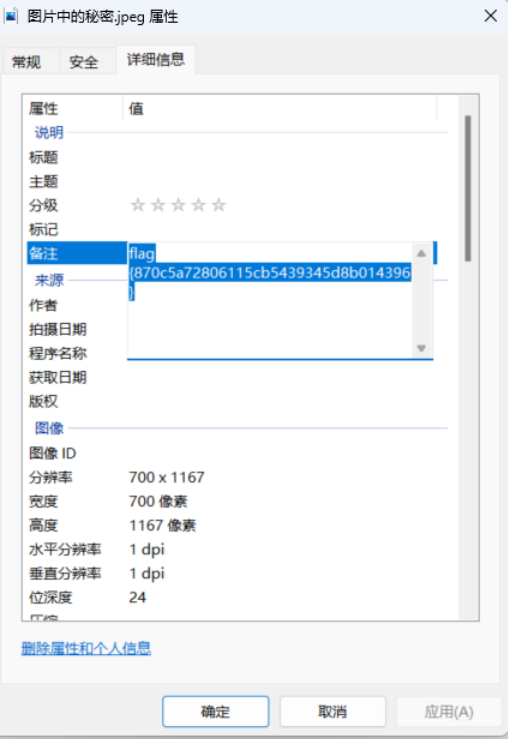 图片中的秘密.jpeg 属性
常规 安全 详细信息
属性 值
说明
标题
主题
分级 ☆☆☆☆☆
标记
备注 flag
{870c5a72806115cb5439345d8b014396
}
来源
作者
拍摄日期
程序名称
获取日期
版权
图像
图像 ID
分辨率 700 x 1167
宽度 700 像素
高度 1167 像素
水平分辨率 1 dpi
垂直分辨率 1 dpi
位深度 24
删除属性和个人信息
确定 取消 应用(A)